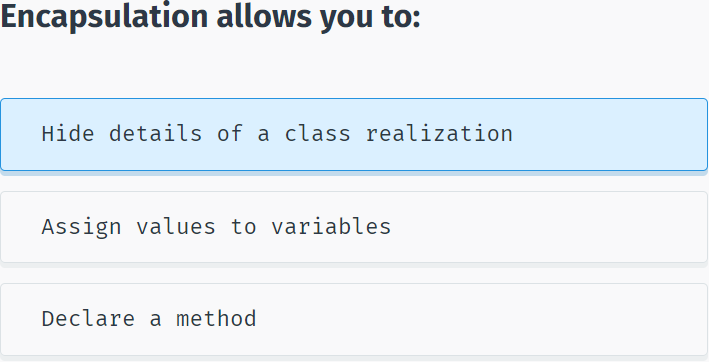 Encapsulation allows you to:
Hide details of a class realization
Assign values to variables
Declare a method